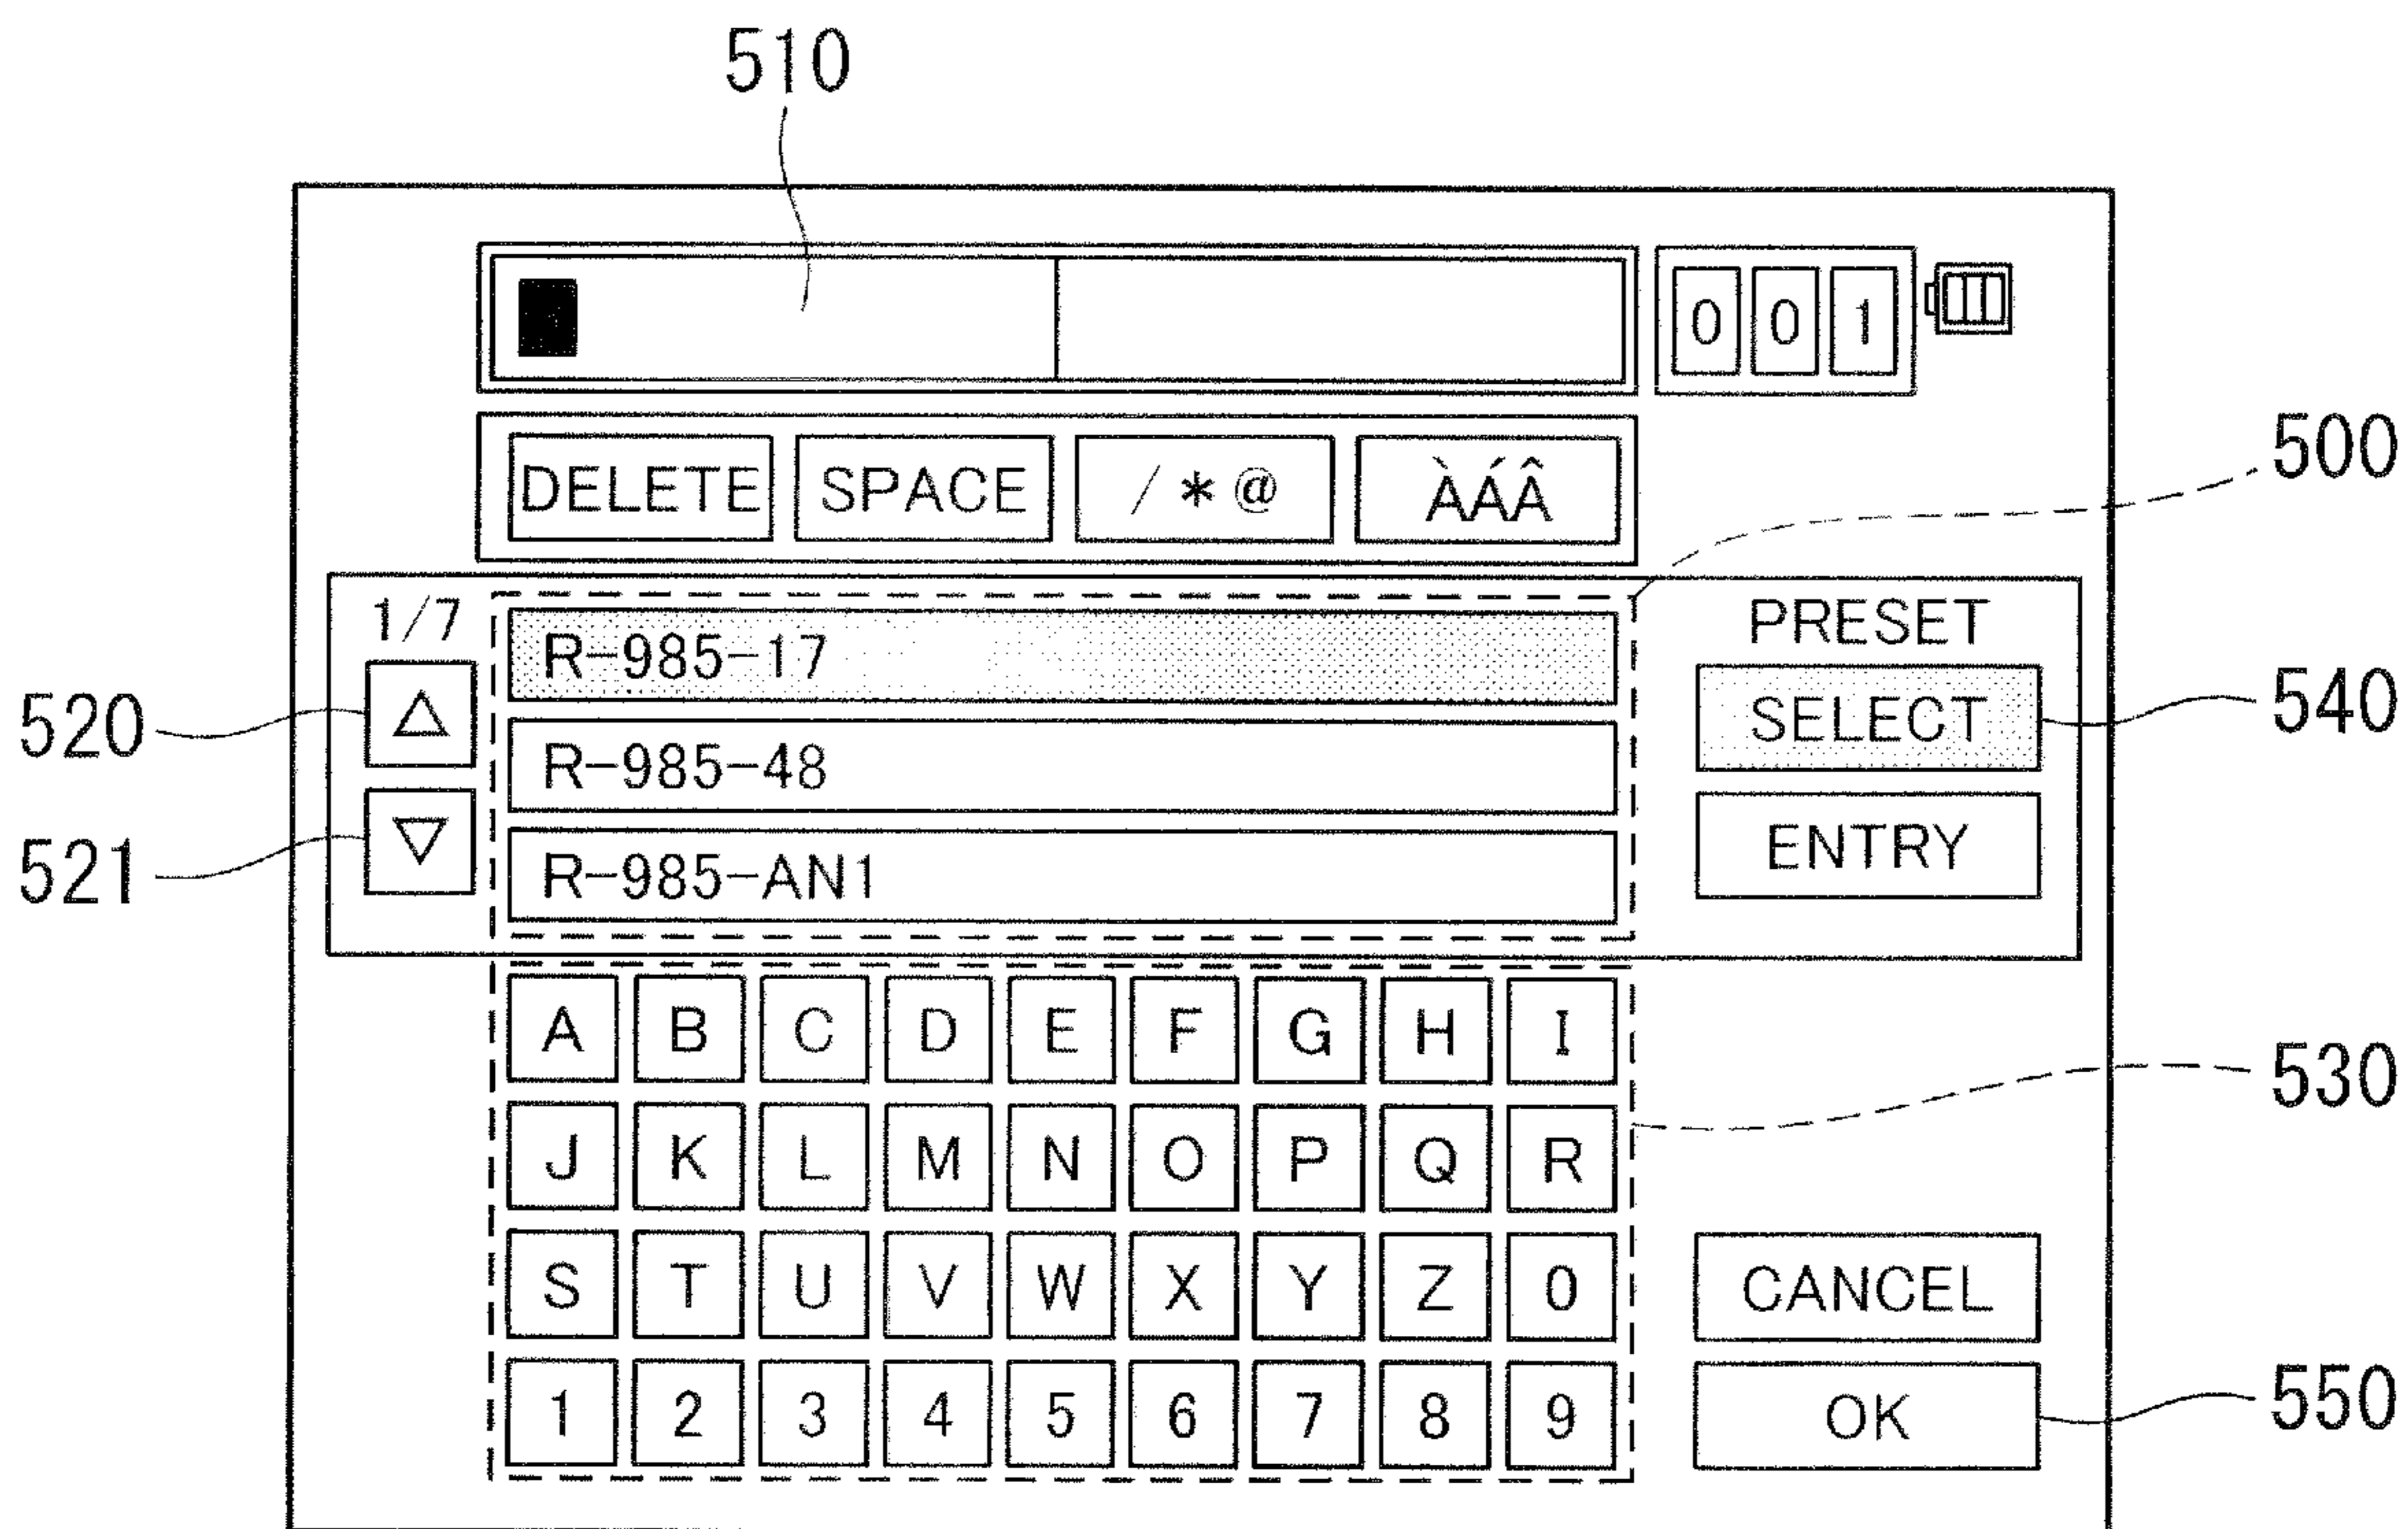 510
0 0 1
DELETE SPACE /*@ ÀÁÂ
500
1/7
R-985-17
PRESET
520
SELECT
540
R-985-48
521
ENTRY
R-985-AN1
A B C D E F G H I
530
J K L M N O P Q R
S T U V W X Y Z 0
CANCEL
1 2 3 4 5 6 7 8 9
OK
550